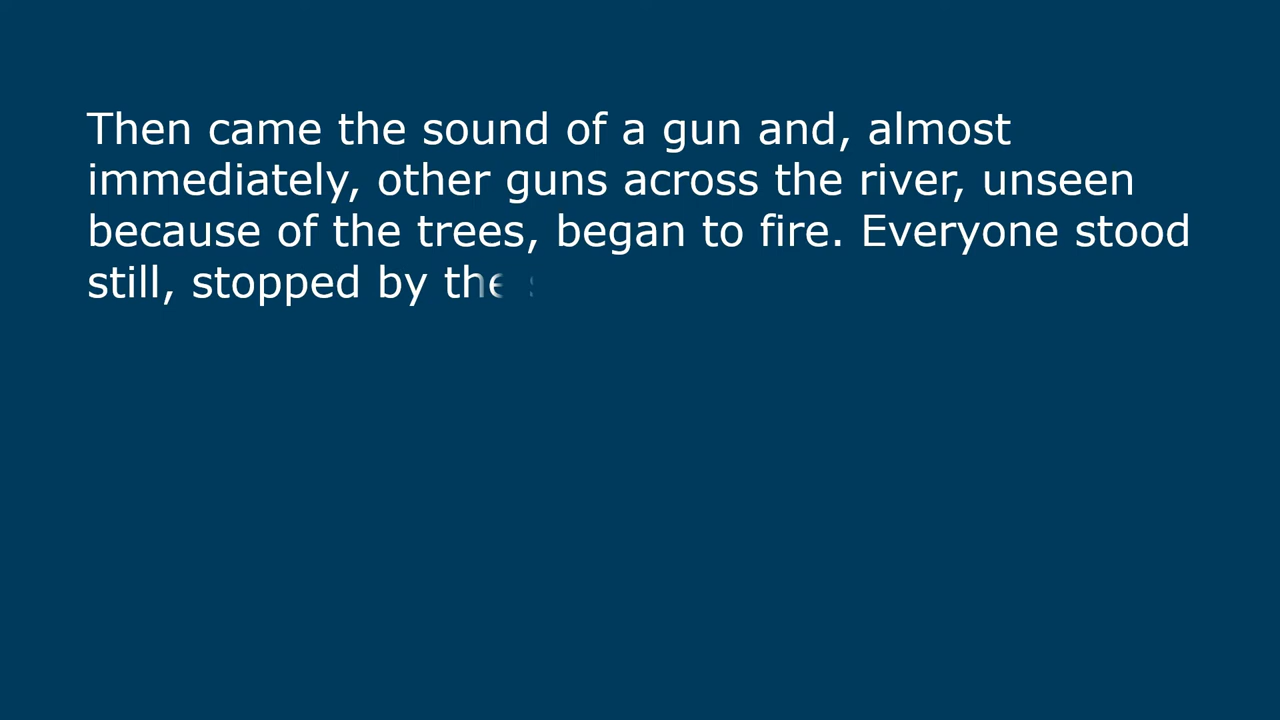 Then came the sound of a gun and, almost
immediately, other guns across the river, unseen
because of the trees, began to fire. Everyone stood
still, stopped by the